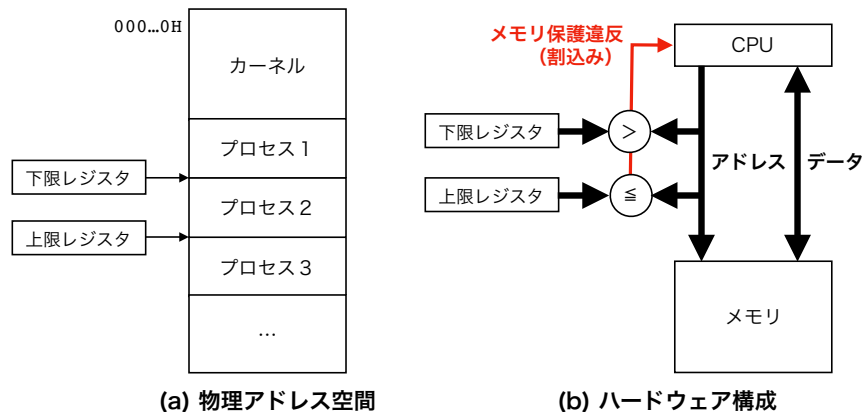 000…0H
カーネル
プロセス1
下限レジスタ
プロセス2
上限レジスタ
プロセス3
…
(a) 物理アドレス空間
メモリ保護違反
（割込み）
CPU
下限レジスタ
>
アドレス
データ
上限レジスタ
≦
メモリ
(b) ハードウェア構成